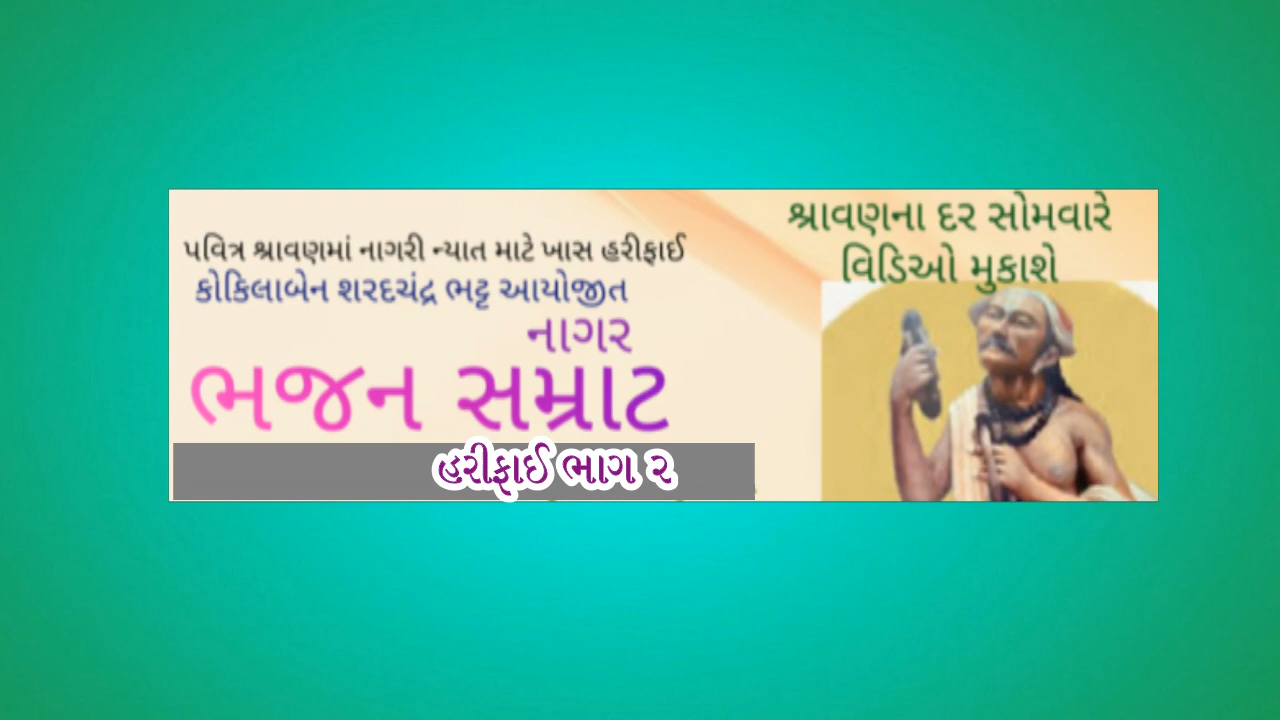 પવિત્ર શ્રાવણમાં નાગરી ન્યાત માટે ખાસ હરીફાઈ
કોકિલાબેન શરદચંદ્ર ભટ્ટ આયોજીત
નાગર
ભજન સમ્રાટ
હરીફાઈ ભાગ ૨
શ્રાવણના દર સોમવારે
વિડિઓ મુકાશે